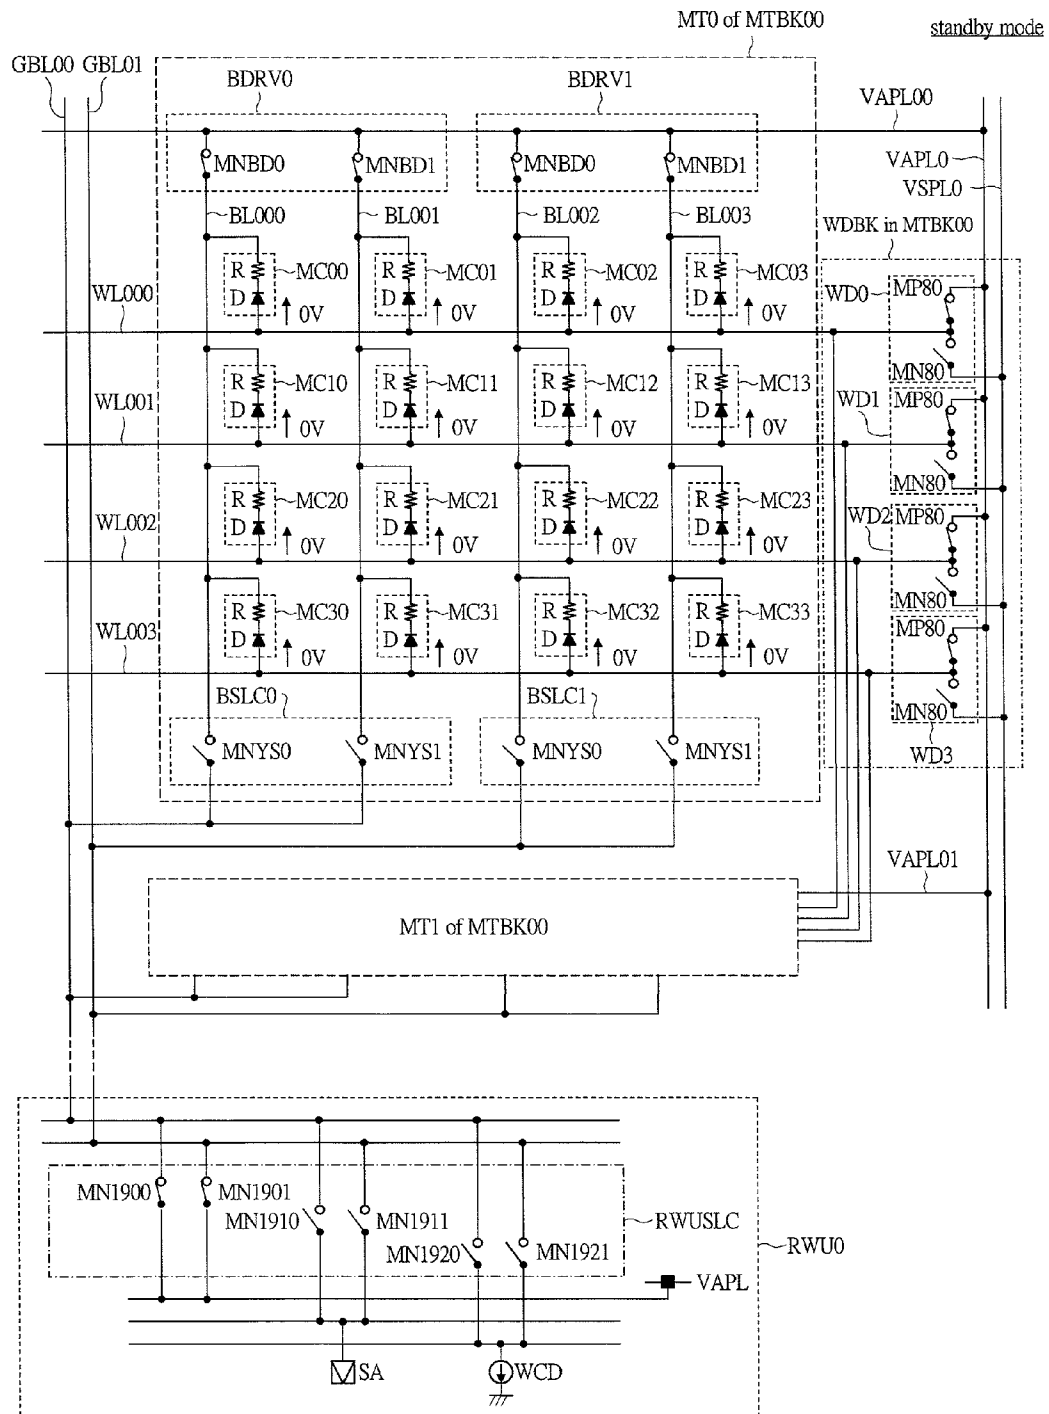 MT0 of MTBK00
standby mode
GBL00 GBL01
BDRV0 BDRV1
VAPL00
MNBD0 MNBD1 MNBD0 MNBD1
VAPL0
VSPL0
BL000 BL001 BL002 BL003
WDBK in MTBK00
R MC00 R MC01 R MC02 R MC03
WL000 D 0V D 0V D 0V D 0V
WD0 MP80
MN80
R MC10 R MC11 R MC12 R MC13
WL001 D 0V D 0V D 0V D 0V
WD1 MP80
MN80
R MC20 R MC21 R MC22 R MC23
WL002 D 0V D 0V D 0V D 0V
WD2 MP80
MN80
R MC30 R MC31 R MC32 R MC33
WL003 D 0V D 0V D 0V D 0V
MP80
MN80
WD3
BSLC0 BSLC1
MNYS0 MNYS1 MNYS0 MNYS1
VAPL01
MT1 of MTBK00
MN1900 MN1901
MN1910 MN1911
MN1920 MN1921
RWUSLC
RWU0
VAPL
SA WCD